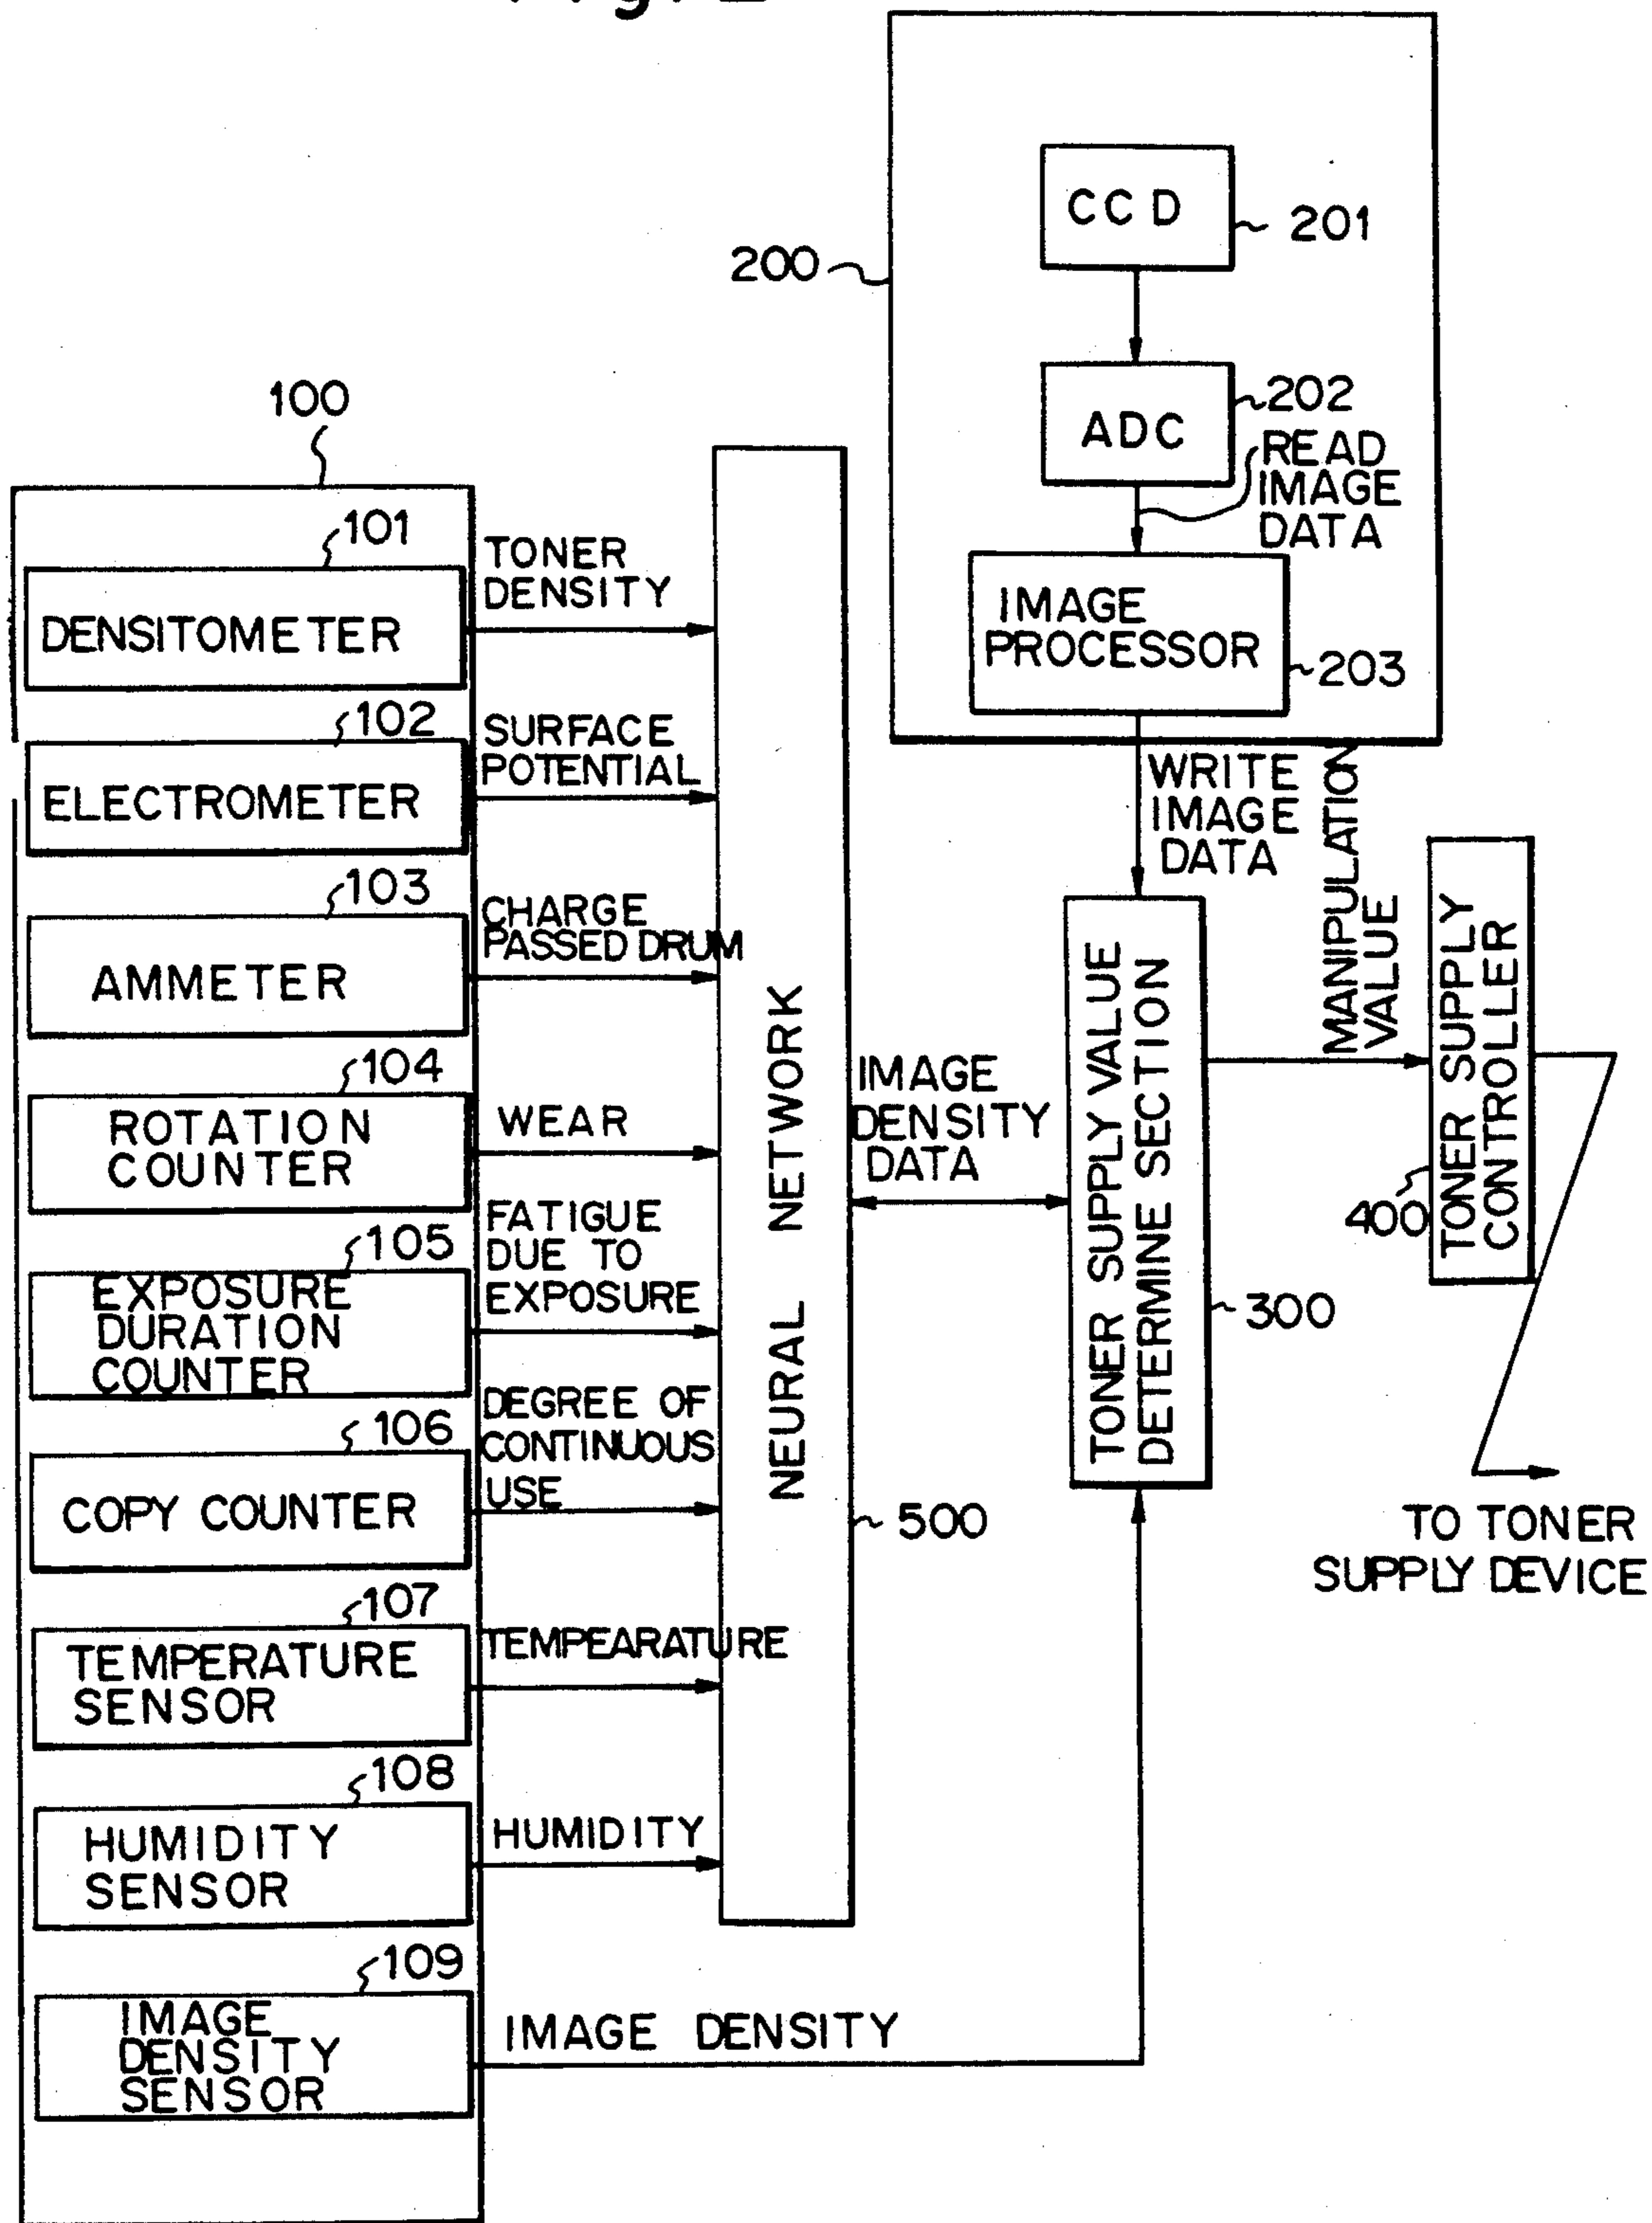 200
CCD
201
ADC
202
READ
IMAGE
DATA
IMAGE
PROCESSOR
203
WRITE
IMAGE
DATA
100
101
DENSITOMETER
TONER
DENSITY
102
ELECTROMETER
SURFACE
POTENTIAL
103
AMMETER
CHARGE
PASSED DRUM
104
ROTATION
COUNTER
WEAR
105
EXPOSURE
DURATION
COUNTER
FATIGUE
DUE TO
EXPOSURE
106
COPY COUNTER
DEGREE OF
CONTINUOUS
USE
107
TEMPERATURE
SENSOR
TEMPEARATURE
108
HUMIDITY
SENSOR
HUMIDITY
109
IMAGE
DENSITY
SENSOR
IMAGE DENSITY
NEURAL NETWORK
500
IMAGE
DENSITY
DATA
TONER SUPPLY VALUE
DETERMINE SECTION
300
MANIPULATION
VALUE
TONER SUPPLY
CONTROLLER
400
TO TONER
SUPPLY DEVICE